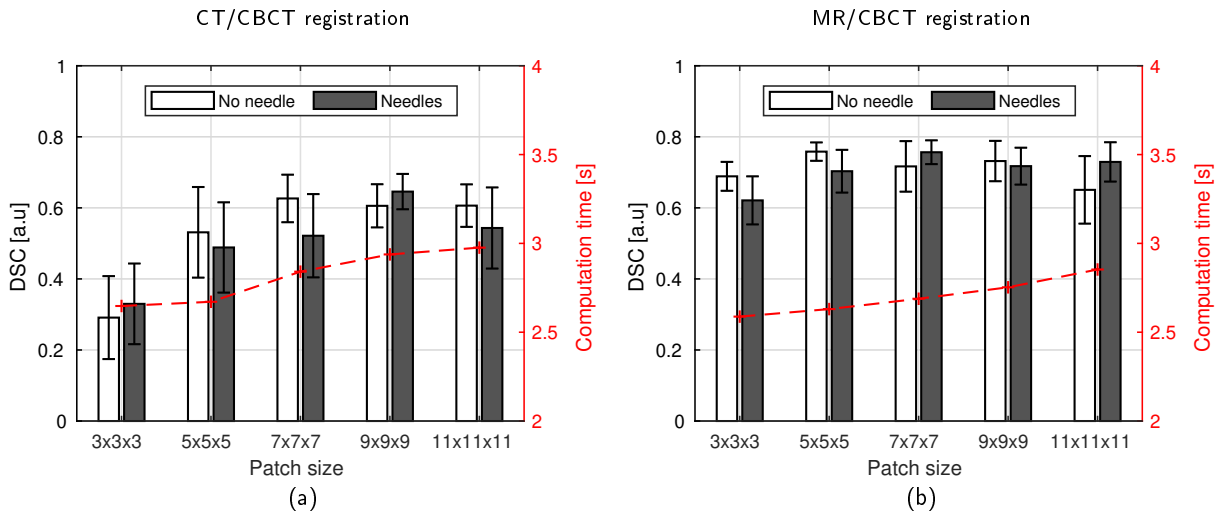 CT/CBCT registration
1
0.8
0.6
0.4
0.2
0
DSC [a.u]
No needle
Needles
4
3.5
3
2.5
2
Computation time [s]
3x3x3
5x5x5
7x7x7
9x9x9
11x11x11
Patch size
(a)
MR/CBCT registration
1
0.8
0.6
0.4
0.2
0
DSC [a.u]
No needle
Needles
4
3.5
3
2.5
2
Computation time [s]
3x3x3
5x5x5
7x7x7
9x9x9
11x11x11
Patch size
(b)